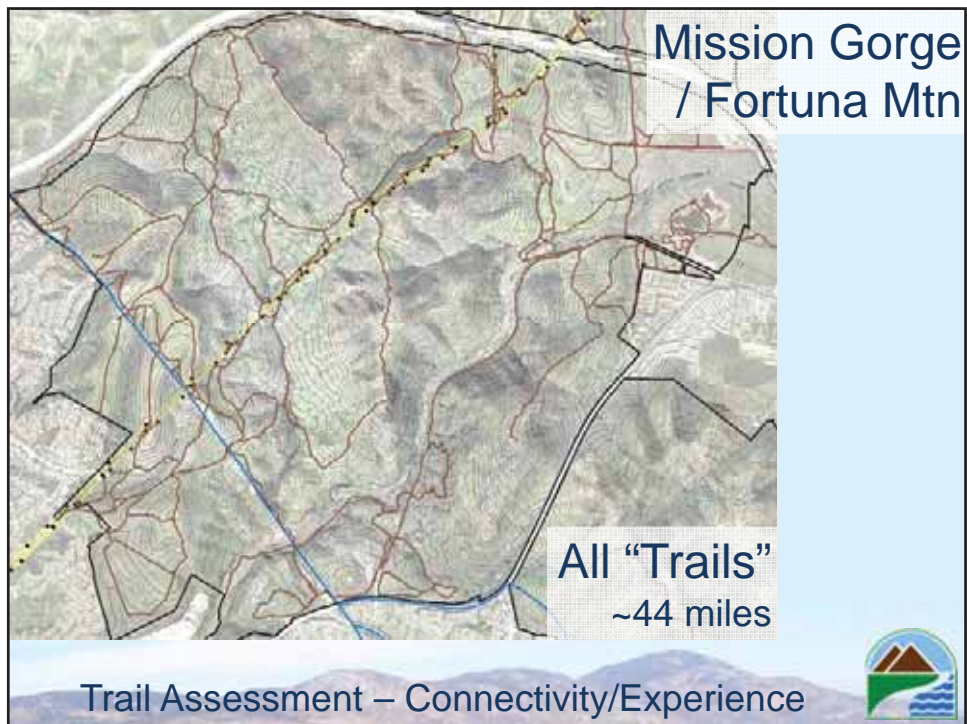 Mission Gorge
/ Fortuna Mtn
All “Trails”
~44 miles
Trail Assessment – Connectivity/Experience